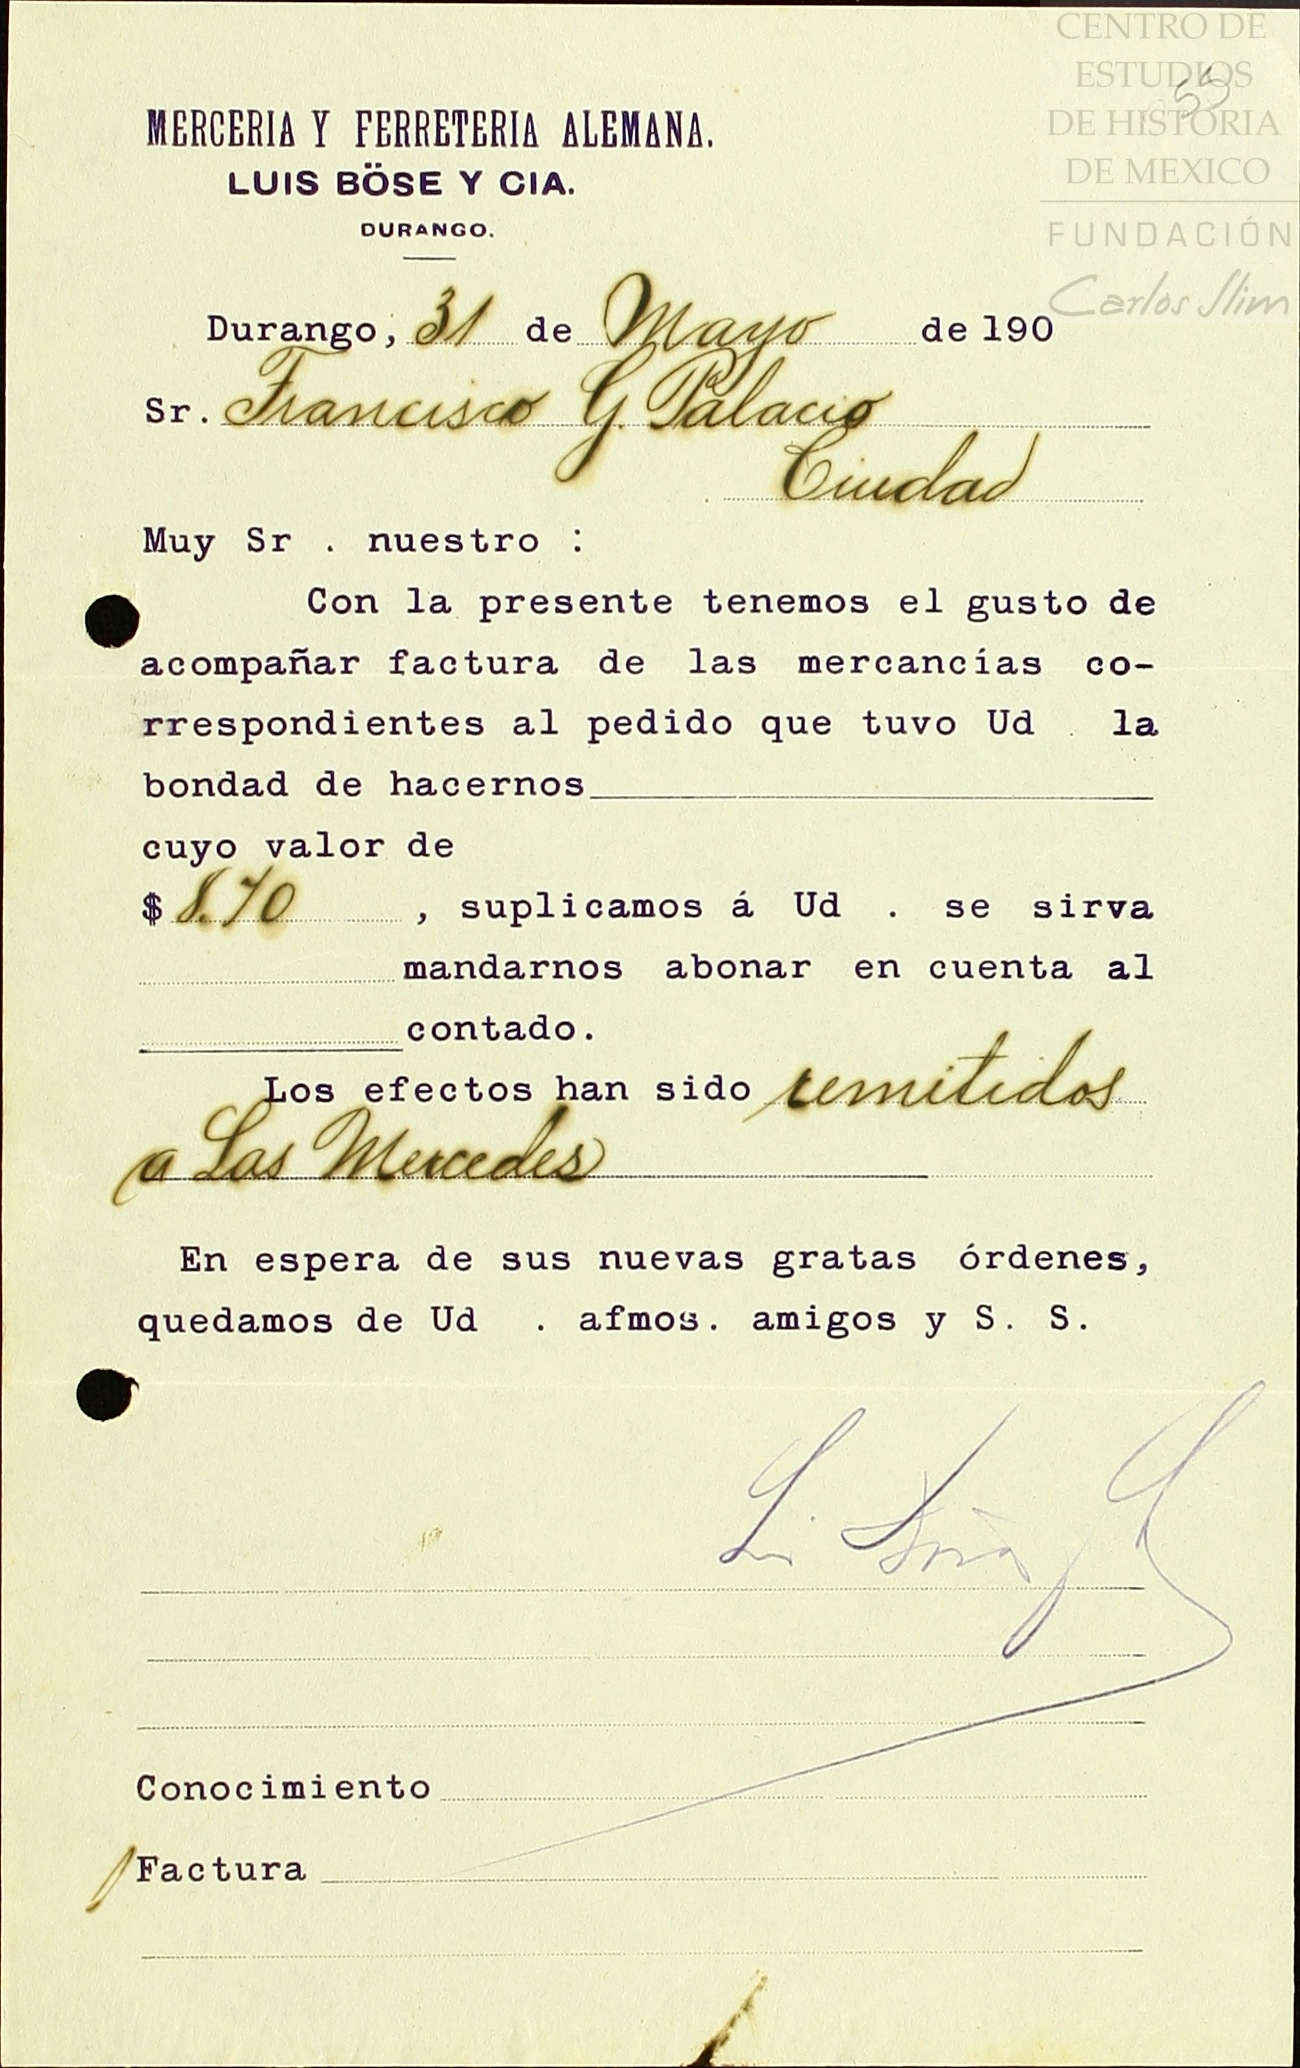 CENTRO DE
ESTUDIOS
DE HISTORIA
DE MEXICO
FUNDACIÓN
Carlos Slim
55
MERCERIA Y FERRETERIA ALEMANA.
LUIS BÖSE Y CIA.
DURANGO.
Durango, 31 de Mayo de 190
Sr. Francisco G. Palacio
Ciudad
Muy Sr . nuestro :
Con la presente tenemos el gusto de
acompañar factura de las mercancías co-
rrespondientes al pedido que tuvo Ud . la
bondad de hacernos
cuyo valor de
$ 8.70 , suplicamos á Ud . se sirva
mandarnos abonar en cuenta al
contado.
Los efectos han sido remitidos
a Las Mercedes
En espera de sus nuevas gratas órdenes,
quedamos de Ud . afmos. amigos y S. S.
Conocimiento
Factura